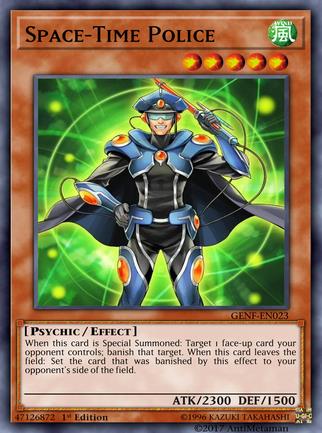 SPACE-TIME POLICE
WIND
風
GENF-EN023
[PSYCHIC / EFFECT]
When this card is Special Summoned: Target 1 face-up card your
opponent controls; banish that target. When this card leaves the
field: Set the card that was banished by this effect to your
opponent's side of the field.
ATK/2300 DEF/1500
47126872 1st Edition ©1996 KAZUKI TAKAHASHI
©2017 AntiMetaman